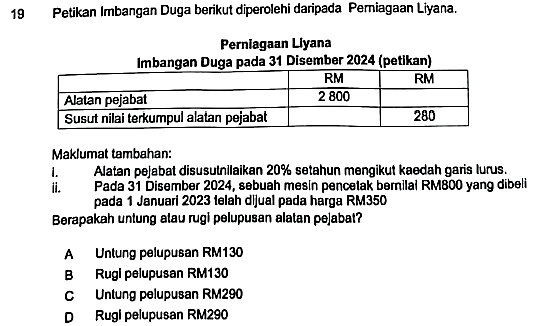 19 Petikan Imbangan Duga berikut diperolehi daripada Perniagaan Liyana.
Perniagaan Liyana
Imbangan Duga pada 31 Disember 2024 (petikan)
RM RM
Alatan pejabat 2 800
Susut nilai terkumpul alatan pejabat 280
Maklumat tambahan:
i. Alatan pejabat disusutnilaikan 20% setahun mengikut kaedah garis lurus.
ii. Pada 31 Disember 2024, sebuah mesin pencetak bernilai RM800 yang dibeli
pada 1 Januari 2023 telah dijual pada harga RM350
Berapakah untung atau rugi pelupusan alatan pejabat?
A Untung pelupusan RM130
B Rugi pelupusan RM130
C Untung pelupusan RM290
D Rugi pelupusan RM290